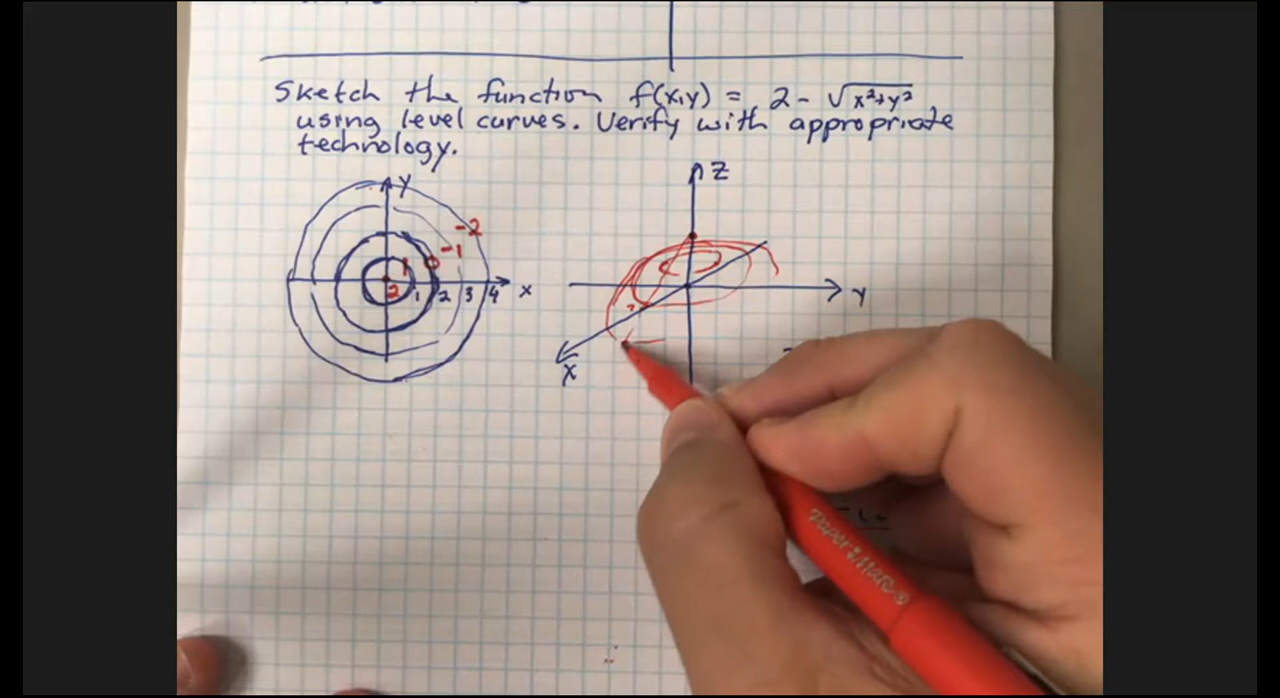 Sketch the function f(x,y) = 2 - √x²+y²
using level curves. Verify with appropriate
technology.
y
z
-2
-1
1
0
2
1 2 3 4 x
y
x
Paper:Mate®